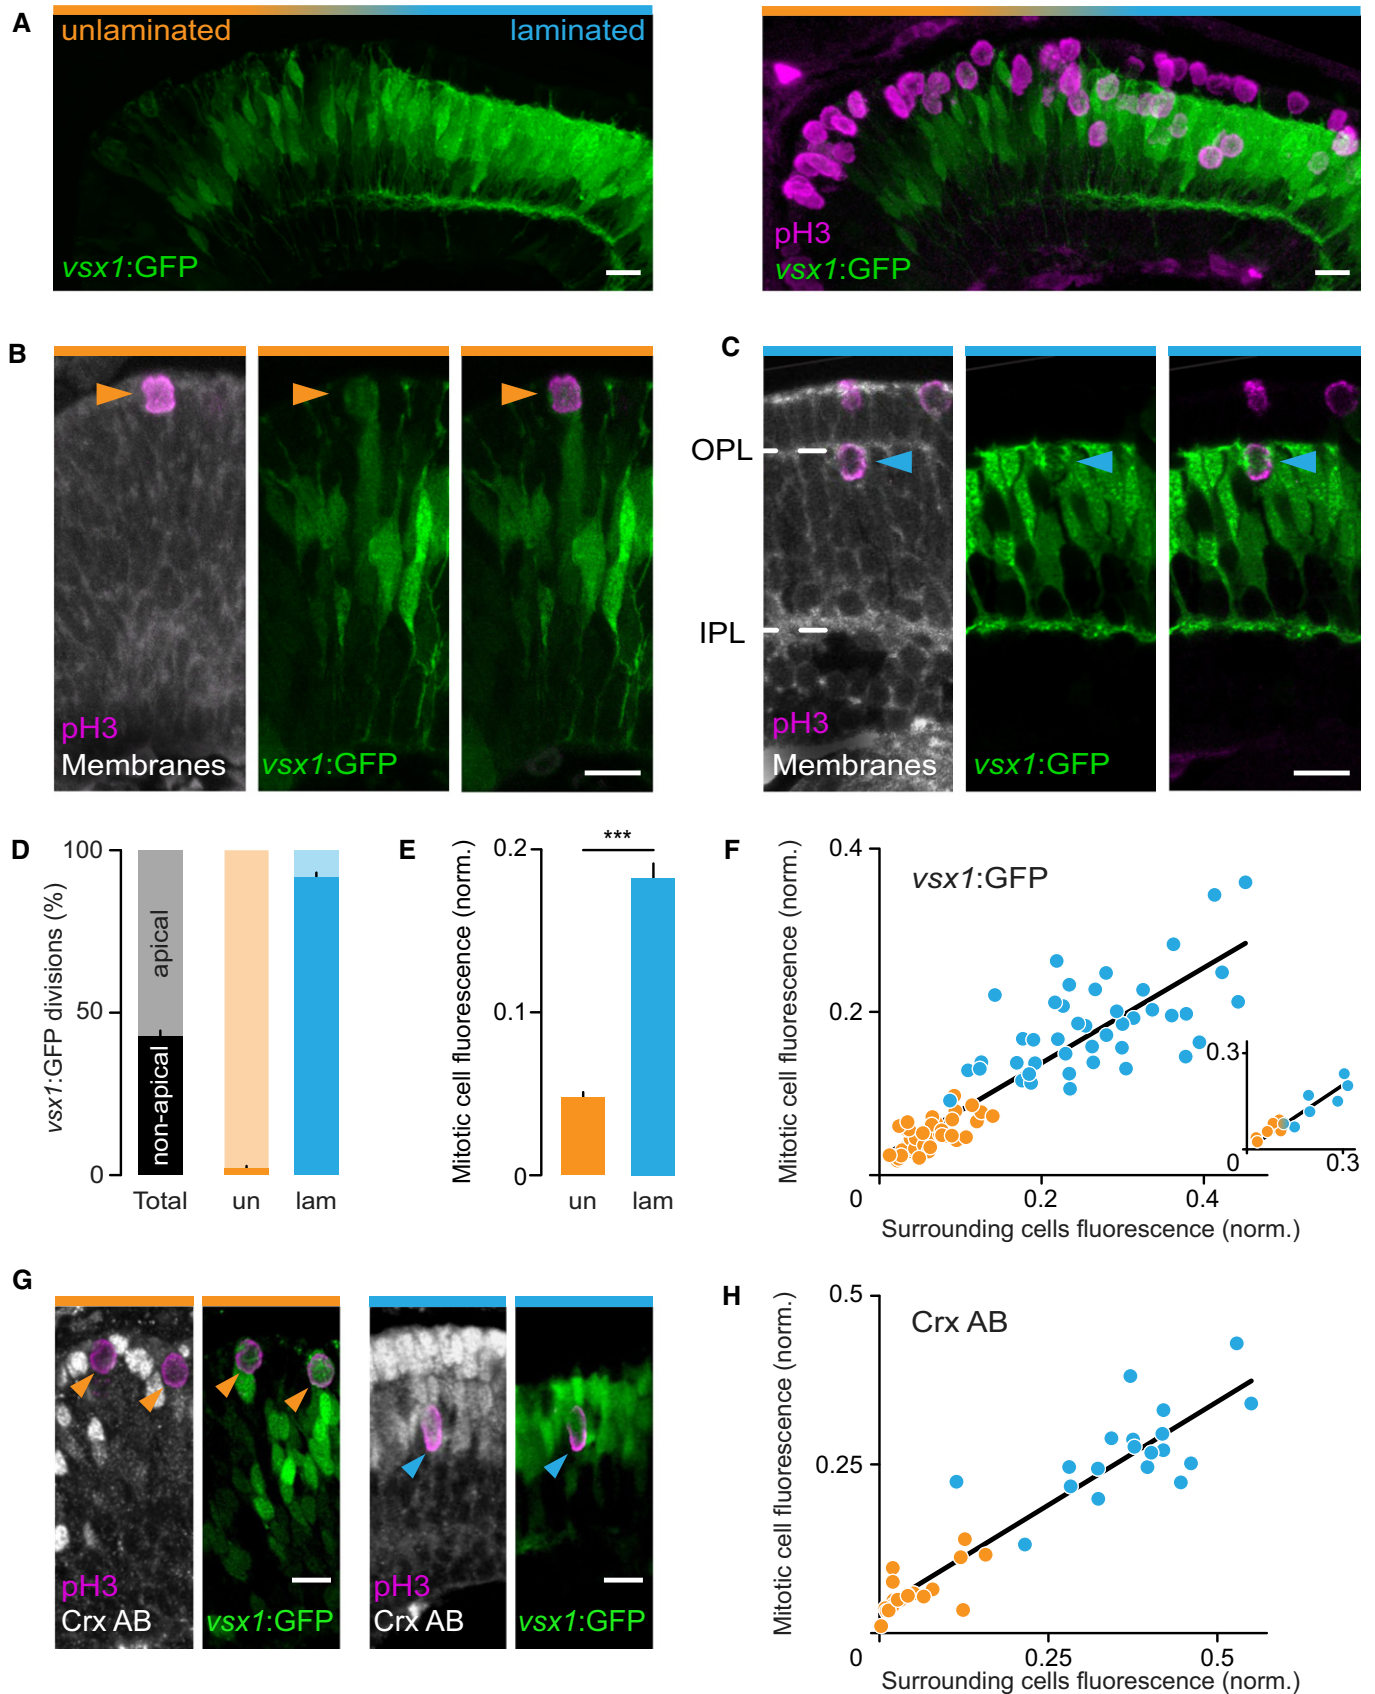 A
unlaminated
laminated
vsx1:GFP
pH3
vsx1:GFP
B
pH3
Membranes
vsx1:GFP
C
OPL
IPL
pH3
Membranes
vsx1:GFP
D
vsx1:GFP divisions (%)
100
50
0
apical
non-apical
Total
un
lam
E
Mitotic cell fluorescence (norm.)
0.2
0.1
0
***
un
lam
F
Mitotic cell fluorescence (norm.)
vsx1:GFP
0.4
0.2
0
0.2
0.4
Surrounding cells fluorescence (norm.)
0.3
0
0.3
G
pH3
Crx AB
vsx1:GFP
pH3
Crx AB
vsx1:GFP
H
Mitotic cell fluorescence (norm.)
Crx AB
0.5
0.25
0
0.25
0.5
Surrounding cells fluorescence (norm.)